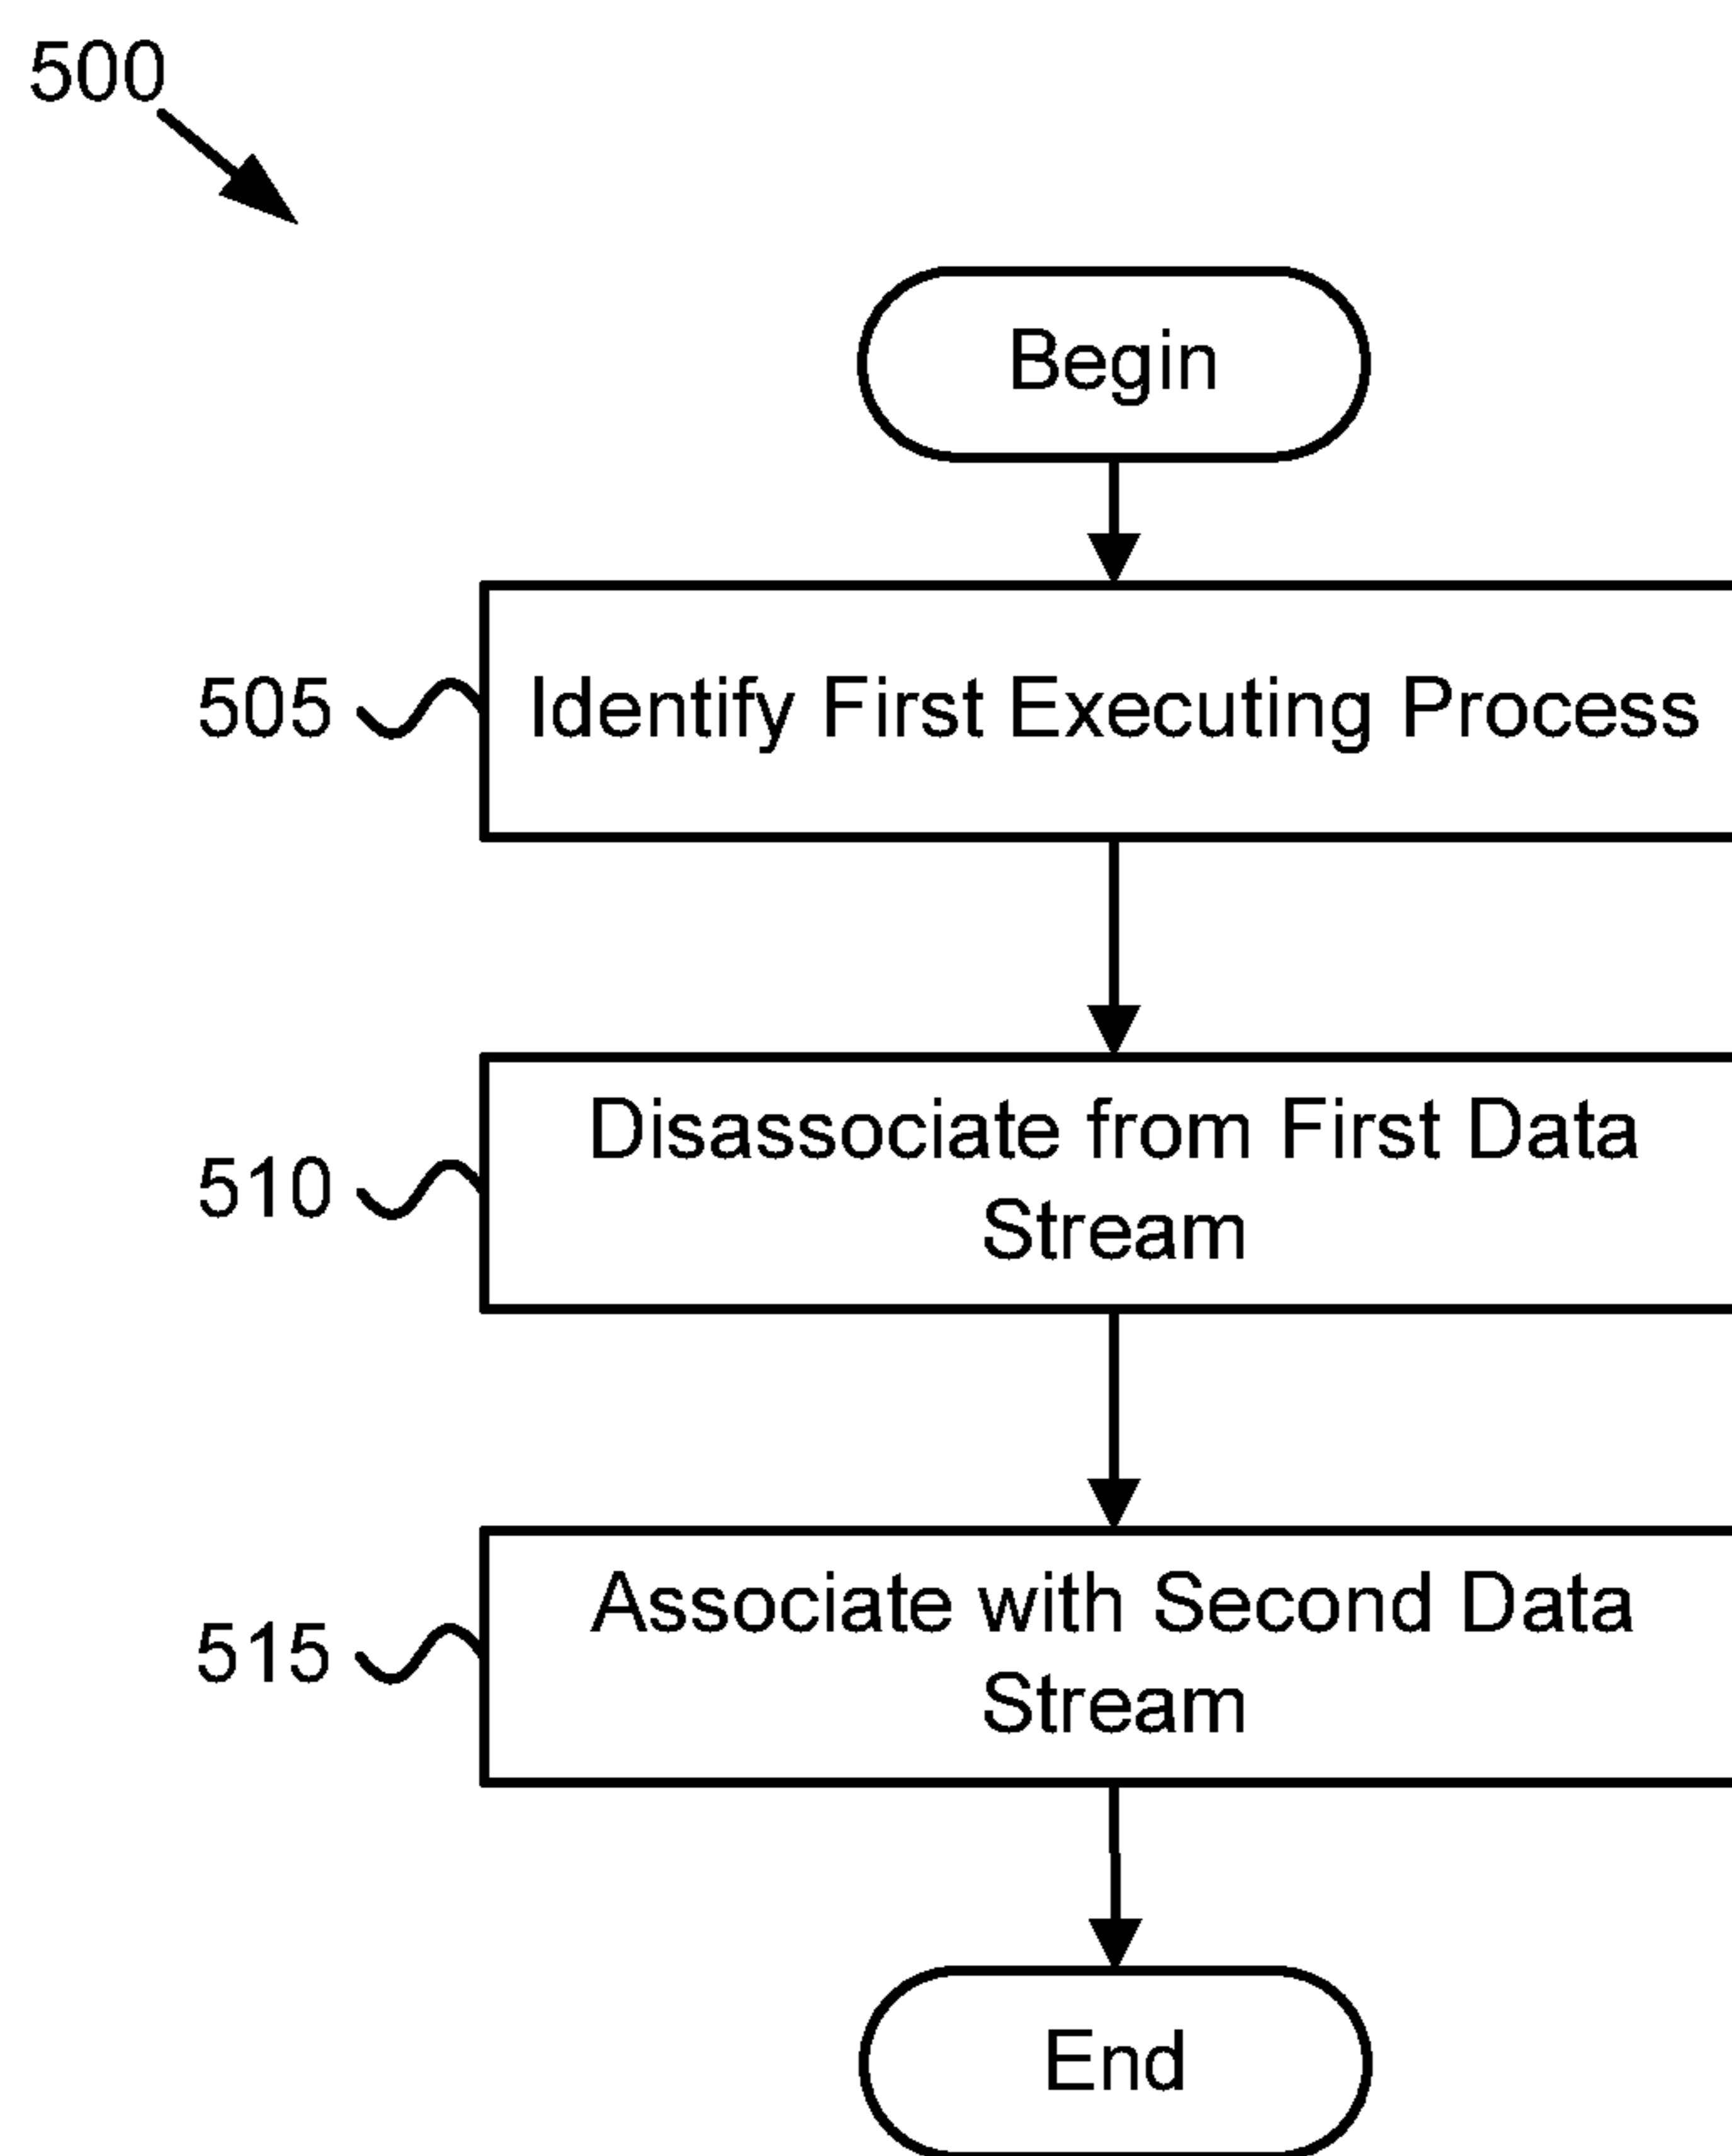 500
Begin
505
Identify First Executing Process
510
Disassociate from First Data
Stream
515
Associate with Second Data
Stream
End